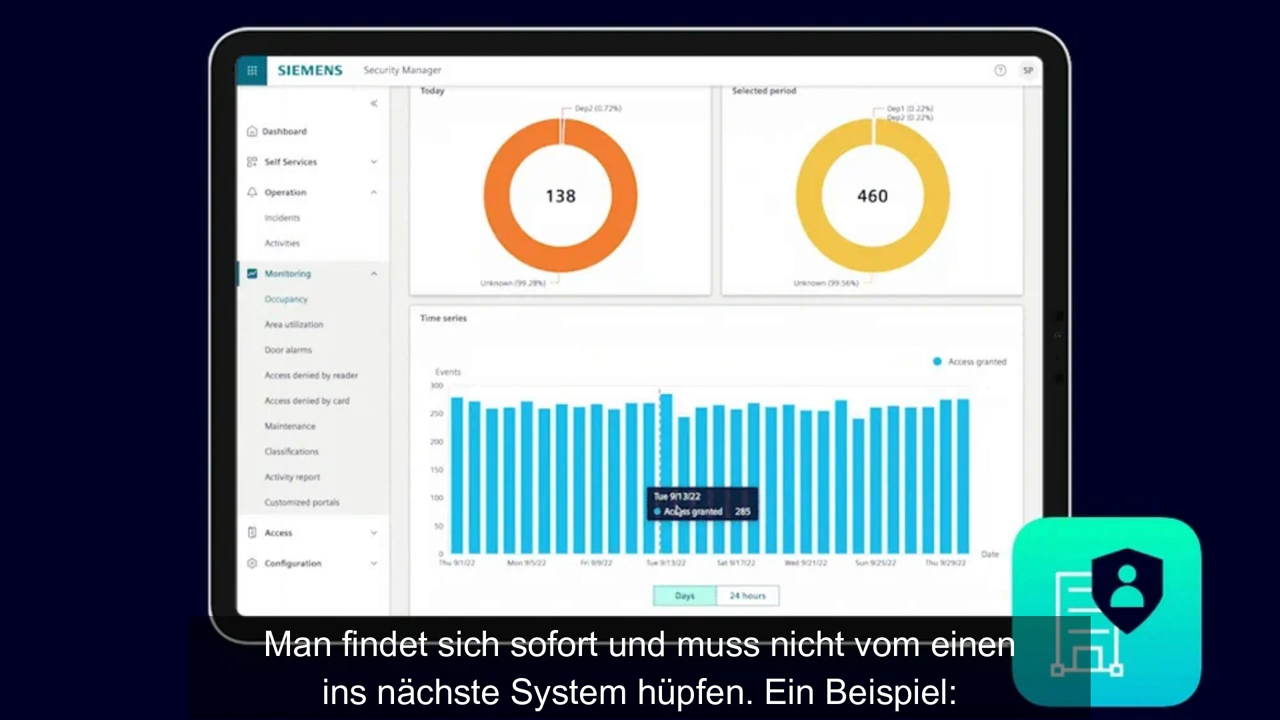 SIEMENS Security Manager
SP
Dashboard
Self Services
Operation
Incidents
Activities
Monitoring
Occupancy
Area utilization
Door alarms
Access denied by reader
Access denied by card
Maintenance
Classifications
Activity report
Customized portals
Access
Configuration
Today
Dep2 (0.72%)
138
Unknown (99.28%)
Selected period
Dep1 (0.22%)
Dep2 (0.22%)
460
Unknown (99.56%)
Time series
Access granted
Events
300
250
200
150
100
50
0
Tue 9/13/22
Access granted 285
Thu 9/1/22 Mon 9/5/22 Fri 9/9/22 Tue 9/13/22 Sat 9/17/22 Wed 9/21/22 Sun 9/25/22 Thu 9/29/22
Date
Days 24 hours
Man findet sich sofort und muss nicht vom einen
ins nächste System hüpfen. Ein Beispiel: